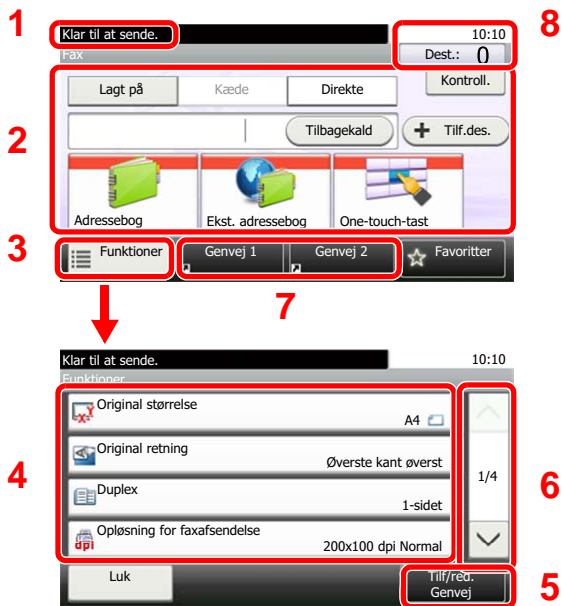 1
Klar til at sende.
10:10
8
Fax
Dest.: 0
Lagt på
Kæde
Direkte
Kontroll.
2
Tilbagekald
Tilf.des.
Adressebog
Ekst. adressebog
One-touch-tast
3
Funktioner
Genvej 1
Genvej 2
Favoritter
7
Klar til at sende.
10:10
Funktioner
4
Original størrelse
A4
Original retning
Øverste kant øverst
Duplex
1-sidet
1/4
6
dpi
Opløsning for faxafsendelse
200x100 dpi Normal
Luk
Tilf/red.
Genvej
5